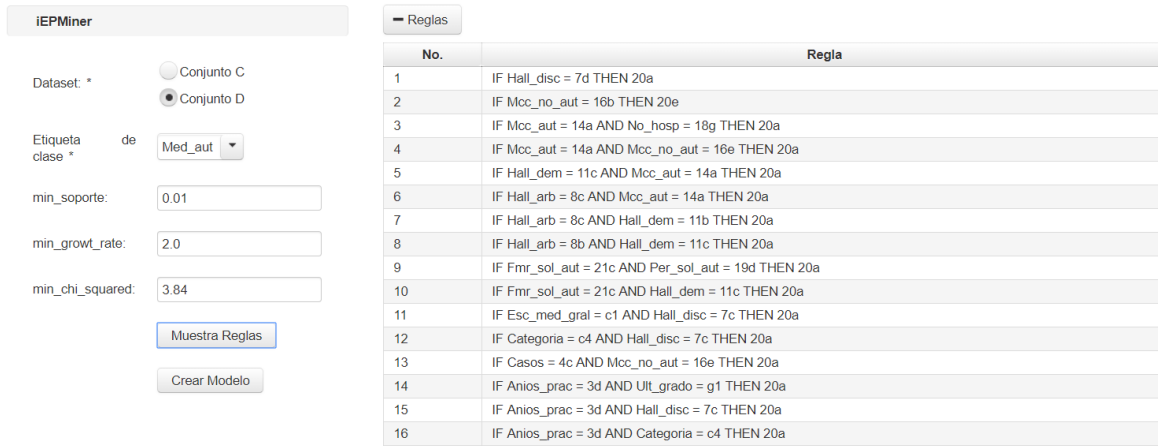 iEPMiner
Dataset: *
Conjunto C
Conjunto D
Etiqueta de
clase *
Med_aut
min_soporte:
0.01
min_growt_rate:
2.0
min_chi_squared:
3.84
Muestra Reglas
Crear Modelo
Reglas
No. Regla
1 IF Hall_disc = 7d THEN 20a
2 IF Mcc_no_aut = 16b THEN 20e
3 IF Mcc_aut = 14a AND No_hosp = 18g THEN 20a
4 IF Mcc_aut = 14a AND Mcc_no_aut = 16e THEN 20a
5 IF Hall_dem = 11c AND Mcc_aut = 14a THEN 20a
6 IF Hall_arb = 8c AND Mcc_aut = 14a THEN 20a
7 IF Hall_arb = 8c AND Hall_dem = 11b THEN 20a
8 IF Hall_arb = 8b AND Hall_dem = 11c THEN 20a
9 IF Fmr_sol_aut = 21c AND Per_sol_aut = 19d THEN 20a
10 IF Fmr_sol_aut = 21c AND Hall_dem = 11c THEN 20a
11 IF Esc_med_gral = c1 AND Hall_disc = 7c THEN 20a
12 IF Categoria = c4 AND Hall_disc = 7c THEN 20a
13 IF Casos = 4c AND Mcc_no_aut = 16e THEN 20a
14 IF Anios_prac = 3d AND Ult_grado = g1 THEN 20a
15 IF Anios_prac = 3d AND Hall_disc = 7c THEN 20a
16 IF Anios_prac = 3d AND Categoria = c4 THEN 20a